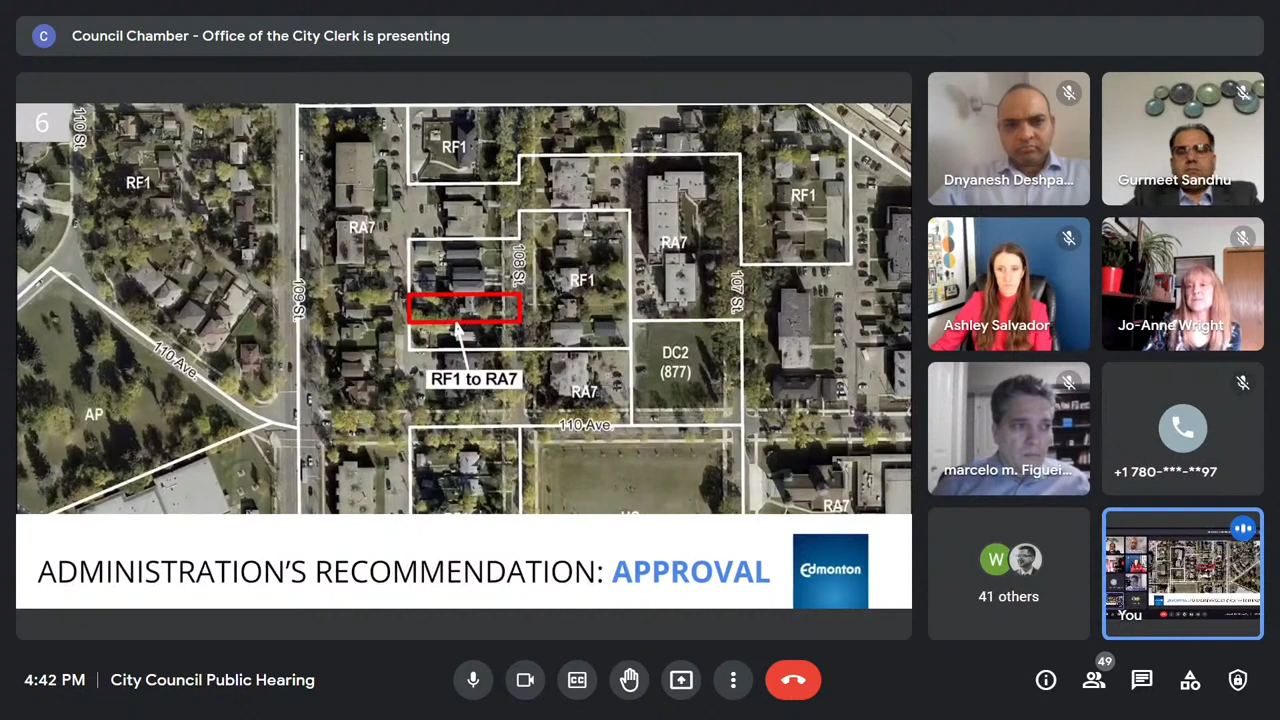 C
Council Chamber - Office of the City Clerk is presenting
6
110 St.
RF1
RF1
RF1
RA7
RA7
109 St.
108 St.
RF1
107 St.
110 Ave.
AP
RF1 to RA7
DC2
(877)
RA7
110 Ave.
RA7
ADMINISTRATION'S RECOMMENDATION: APPROVAL
Edmonton
Dnyanesh Deshpa...
Gurmeet Sandhu
Ashley Salvador
Jo-Anne Wright
marcelo m. Figuei...
+1 780-***-**97
W
41 others
You
4:42 PM | City Council Public Hearing
CC
49